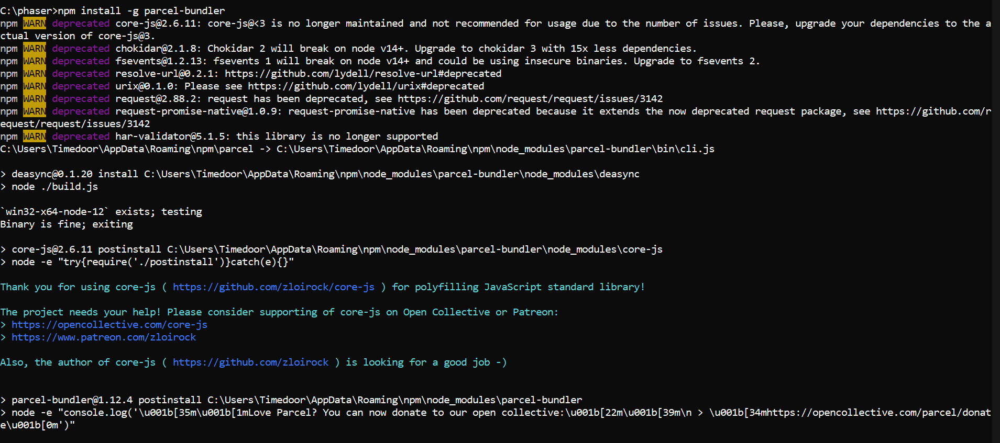 C:\phaser>npm install -g parcel-bundler
npm WARN deprecated core-js@2.6.11: core-js@<3 is no longer maintained and not recommended for usage due to the number of issues. Please, upgrade your dependencies to the a
ctual version of core-js@3.
npm WARN deprecated chokidar@2.1.8: Chokidar 2 will break on node v14+. Upgrade to chokidar 3 with 15x less dependencies.
npm WARN deprecated fsevents@1.2.13: fsevents 1 will break on node v14+ and could be using insecure binaries. Upgrade to fsevents 2.
npm WARN deprecated resolve-url@0.2.1: https://github.com/lydell/resolve-url#deprecated
npm WARN deprecated urix@0.1.0: Please see https://github.com/lydell/urix#deprecated
npm WARN deprecated request@2.88.2: request has been deprecated, see https://github.com/request/request/issues/3142
npm WARN deprecated request-promise-native@1.0.9: request-promise-native has been deprecated because it extends the now deprecated request package, see https://github.com/r
equest/request/issues/3142
npm WARN deprecated har-validator@5.1.5: this library is no longer supported
C:\Users\Timedoor\AppData\Roaming\npm\parcel -> C:\Users\Timedoor\AppData\Roaming\npm\node_modules\parcel-bundler\bin\cli.js
> deasync@0.1.20 install C:\Users\Timedoor\AppData\Roaming\npm\node_modules\parcel-bundler\node_modules\deasync
> node ./build.js
`win32-x64-node-12` exists; testing
Binary is fine; exiting
> core-js@2.6.11 postinstall C:\Users\Timedoor\AppData\Roaming\npm\node_modules\parcel-bundler\node_modules\core-js
> node -e "try{require('./postinstall')}catch(e){}"
Thank you for using core-js ( https://github.com/zloirock/core-js ) for polyfilling JavaScript standard library!
The project needs your help! Please consider supporting of core-js on Open Collective or Patreon:
> https://opencollective.com/core-js
> https://www.patreon.com/zloirock
Also, the author of core-js ( https://github.com/zloirock ) is looking for a good job -)
> parcel-bundler@1.12.4 postinstall C:\Users\Timedoor\AppData\Roaming\npm\node_modules\parcel-bundler
> node -e "console.log('\u001b[35m\u001b[1mLove Parcel? You can now donate to our open collective:\u001b[22m\u001b[39m\n > \u001b[34mhttps://opencollective.com/parcel/donat
e\u001b[0m')"